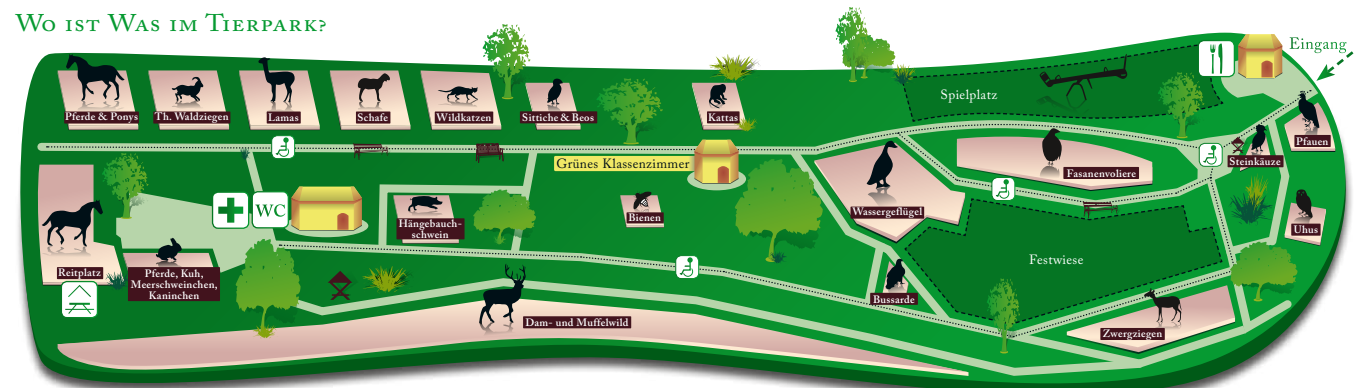 Wo ist Was im Tierpark?
Eingang
Pferde & Ponys
Th. Waldziegen
Lamas
Schafe
Wildkatzen
Sittiche & Beos
Kattas
Spielplatz
Pfauen
Steinkäuze
Grünes Klassenzimmer
Fasanenvoliere
Wassergeflügel
WC
Hängebauch-
schwein
Bienen
Uhus
Reitplatz
Pferde, Kuh,
Meerschweinchen,
Kaninchen
Festwiese
Bussarde
Dam- und Muffelwild
Zwergziegen